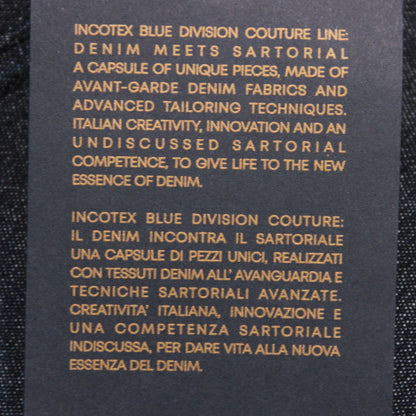 INCOTEX BLUE DIVISION COUTURE LINE:
DENIM MEETS SARTORIAL
A CAPSULE OF UNIQUE PIECES, MADE OF
AVANT-GARDE DENIM FABRICS AND
ADVANCED TAILORING TECHNIQUES.
ITALIAN CREATIVITY, INNOVATION AND AN
UNDISCUSSED SARTORIAL
COMPETENCE, TO GIVE LIFE TO THE NEW
ESSENCE OF DENIM.
INCOTEX BLUE DIVISION COUTURE:
IL DENIM INCONTRA IL SARTORIALE
UNA CAPSULE DI PEZZI UNICI, REALIZZATI
CON TESSUTI DENIM ALL' AVANGUARDIA E
TECNICHE SARTORIALI AVANZATE.
CREATIVITA' ITALIANA, INNOVAZIONE E
UNA COMPETENZA SARTORIALE
INDISCUSSA, PER DARE VITA ALLA NUOVA
ESSENZA DEL DENIM.